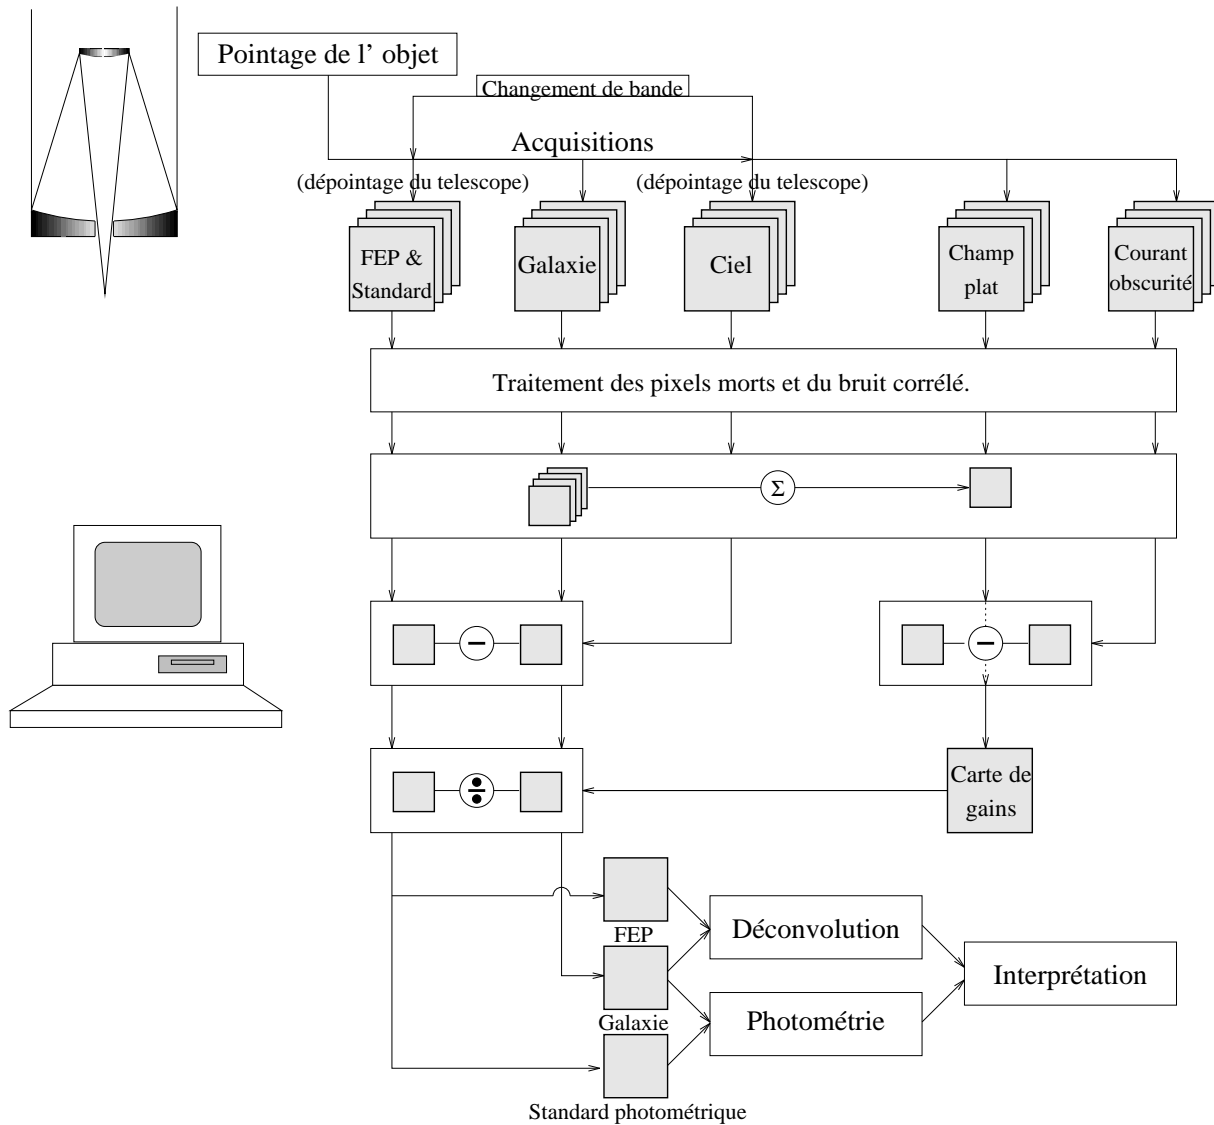 Pointage de l' objet
Changement de bande
Acquisitions
(dépointage du telescope)
(dépointage du telescope)
FEP &
Standard
Galaxie
Ciel
Champ
plat
Courant
obscurité
Traitement des pixels morts et du bruit corrélé.
Σ
Carte de
gains
FEP
Galaxie
Standard photométrique
Déconvolution
Photométrie
Interprétation